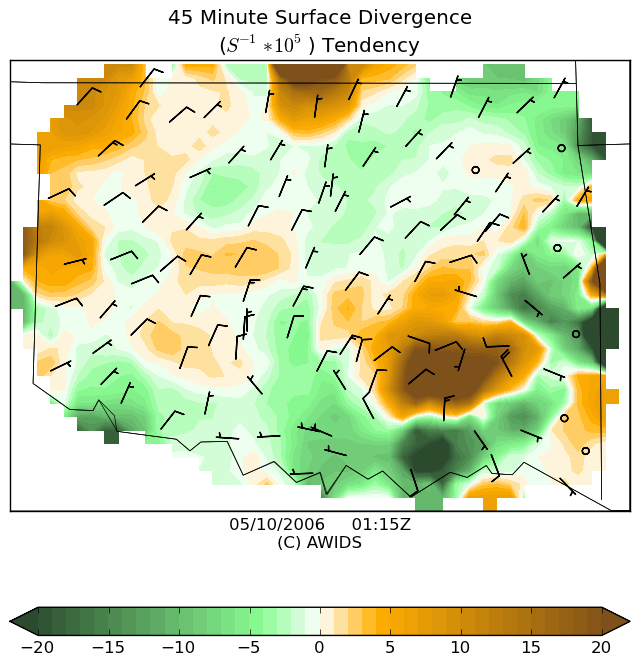 45 Minute Surface Divergence
(S⁻¹ *10⁵ ) Tendency
05/10/2006 01:15Z
(C) AWIDS
−20 −15 −10 −5 0 5 10 15 20